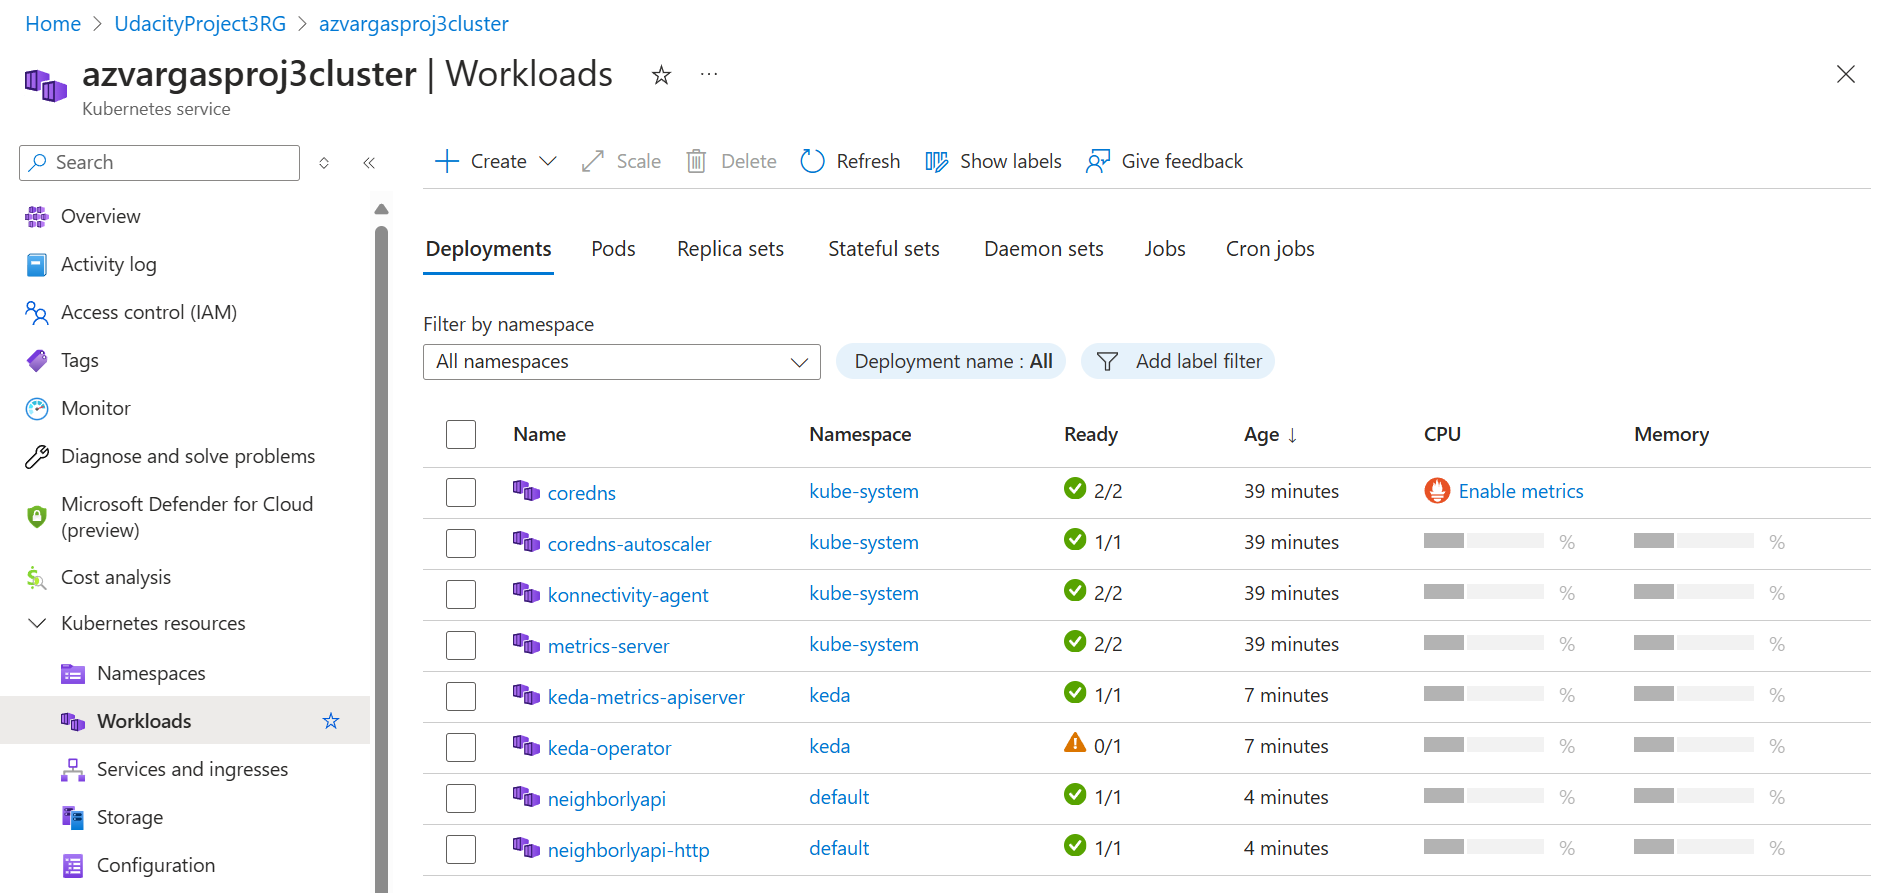 Home > UdacityProject3RG > azvargasproj3cluster
azvargasproj3cluster | Workloads
Kubernetes service
Search
Create
Scale
Delete
Refresh
Show labels
Give feedback
Overview
Activity log
Access control (IAM)
Tags
Monitor
Diagnose and solve problems
Microsoft Defender for Cloud
(preview)
Cost analysis
Kubernetes resources
Namespaces
Workloads
Services and ingresses
Storage
Configuration
Deployments Pods Replica sets Stateful sets Daemon sets Jobs Cron jobs
Filter by namespace
All namespaces
Deployment name : All
Add label filter
Name Namespace Ready Age ↓ CPU Memory
coredns kube-system 2/2 39 minutes Enable metrics
coredns-autoscaler kube-system 1/1 39 minutes % %
konnectivity-agent kube-system 2/2 39 minutes % %
metrics-server kube-system 2/2 39 minutes % %
keda-metrics-apiserver keda 1/1 7 minutes % %
keda-operator keda 0/1 7 minutes % %
neighborlyapi default 1/1 4 minutes % %
neighborlyapi-http default 1/1 4 minutes % %